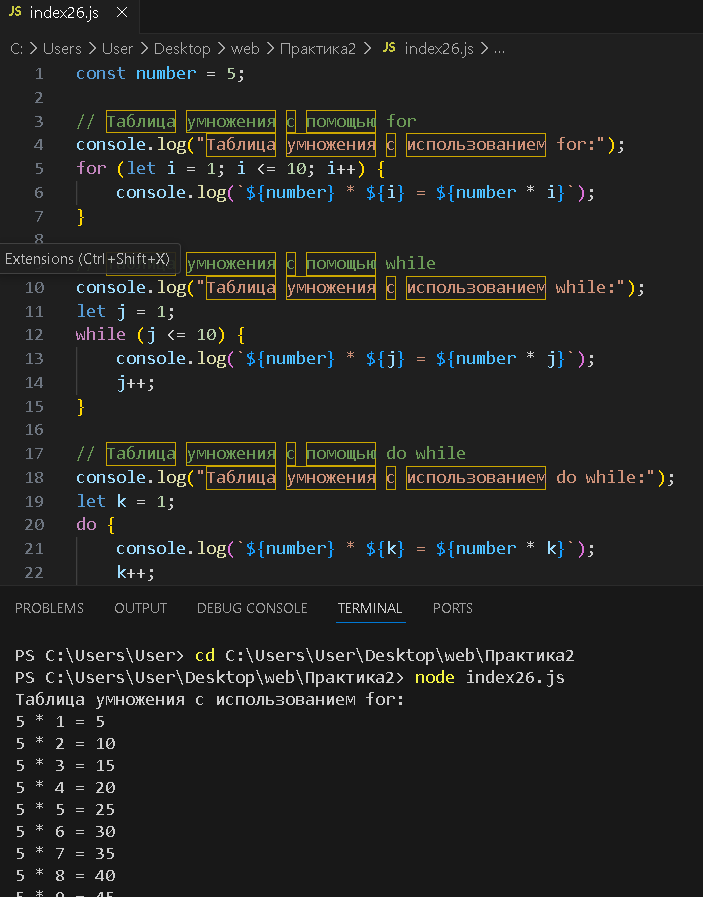 JS index26.js ×
C: > Users > User > Desktop > web > Практика2 > JS index26.js > ...
1 const number = 5;
2
3 // Таблица умножения с помощью for
4 console.log("Таблица умножения с использованием for:");
5 for (let i = 1; i <= 10; i++) {
6 console.log(`${number} * ${i} = ${number * i}`);
7 }
8
Extensions (Ctrl+Shift+X) умножения с помощью while
10 console.log("Таблица умножения с использованием while:");
11 let j = 1;
12 while (j <= 10) {
13 console.log(`${number} * ${j} = ${number * j}`);
14 j++;
15 }
16
17 // Таблица умножения с помощью do while
18 console.log("Таблица умножения с использованием do while:");
19 let k = 1;
20 do {
21 console.log(`${number} * ${k} = ${number * k}`);
22 k++;
PROBLEMS OUTPUT DEBUG CONSOLE TERMINAL PORTS
PS C:\Users\User> cd C:\Users\User\Desktop\web\Практика2
PS C:\Users\User\Desktop\web\Практика2> node index26.js
Таблица умножения с использованием for:
5 * 1 = 5
5 * 2 = 10
5 * 3 = 15
5 * 4 = 20
5 * 5 = 25
5 * 6 = 30
5 * 7 = 35
5 * 8 = 40
5 * 9 = 45